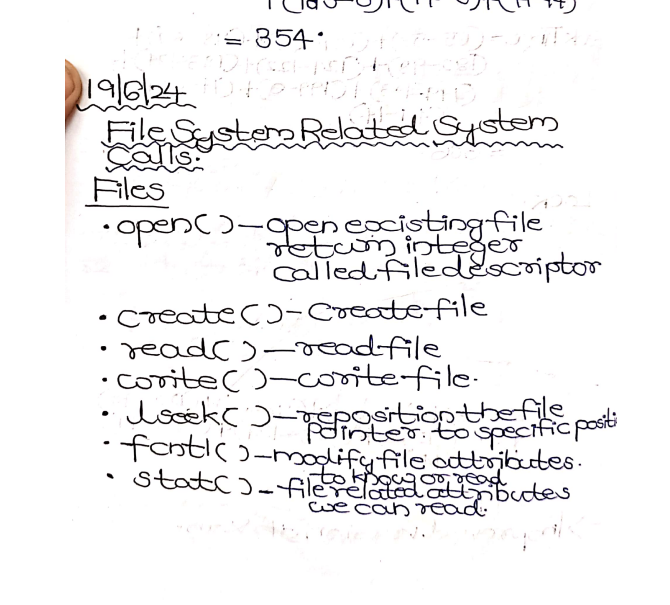 = 354.
19/6/24
File System Related System
Calls:
Files
• open() – open existing file
return integer
called file descriptor
• create() – Create file
• read() – read file
• write() – write file.
• lseek() – reposition the file
pointer. to specific positi
• fcntl() – modify file attributes.
to know or read
• stat() – file related attributes
we can read.